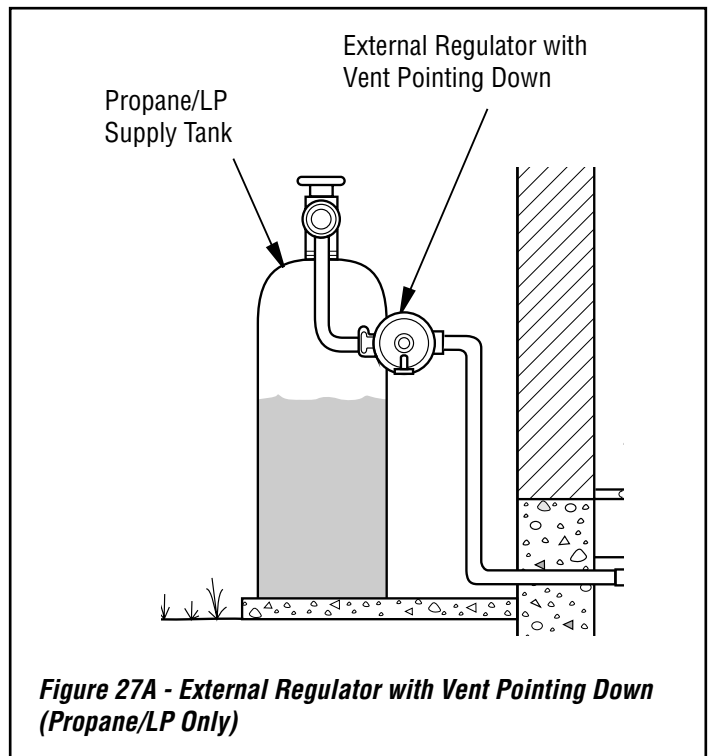 External Regulator with
Vent Pointing Down
Propane/LP
Supply Tank
Figure 27A - External Regulator with Vent Pointing Down
(Propane/LP Only)